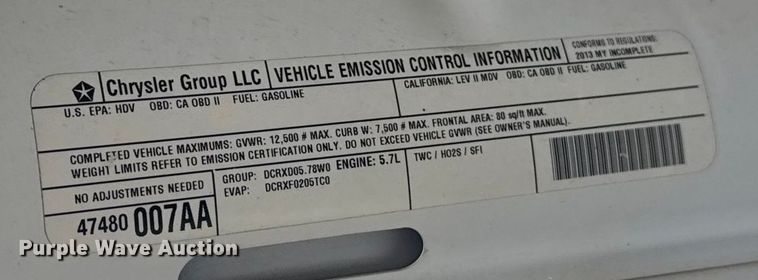 Chrysler Group LLC
VEHICLE EMISSION CONTROL INFORMATION
CONFORMS TO REGULATIONS:
2013 MY INCOMPLETE
U.S. EPA: HDV OBD: CA OBD II FUEL: GASOLINE
CALIFORNIA: LEV II MDV OBD: CA OBD II FUEL: GASOLINE
COMPLETED VEHICLE MAXIMUMS: GVWR: 12,500 # MAX. CURB W: 7,500 # MAX. FRONTAL AREA: 80 sq/ft MAX.
WEIGHT LIMITS REFER TO EMISSION CERTIFICATION ONLY. DO NOT EXCEED VEHICLE GVWR (SEE OWNER'S MANUAL).
NO ADJUSTMENTS NEEDED
47480 007AA
GROUP: DCRXD05.78W0 ENGINE: 5.7L
EVAP: DCRXF0205TC0
TWC / HO2S / SFI
Purple Wave Auction